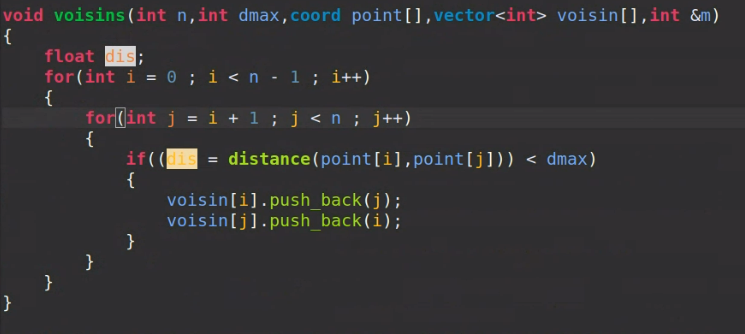 void voisins(int n,int dmax,coord point[],vector<int> voisin[],int &m)
{
    float dis;
    for(int i = 0 ; i < n - 1 ; i++)
    {
        for(int j = i + 1 ; j < n ; j++)
        {
            if((dis = distance(point[i],point[j])) < dmax)
            {
                voisin[i].push_back(j);
                voisin[j].push_back(i);
            }
        }
    }
}